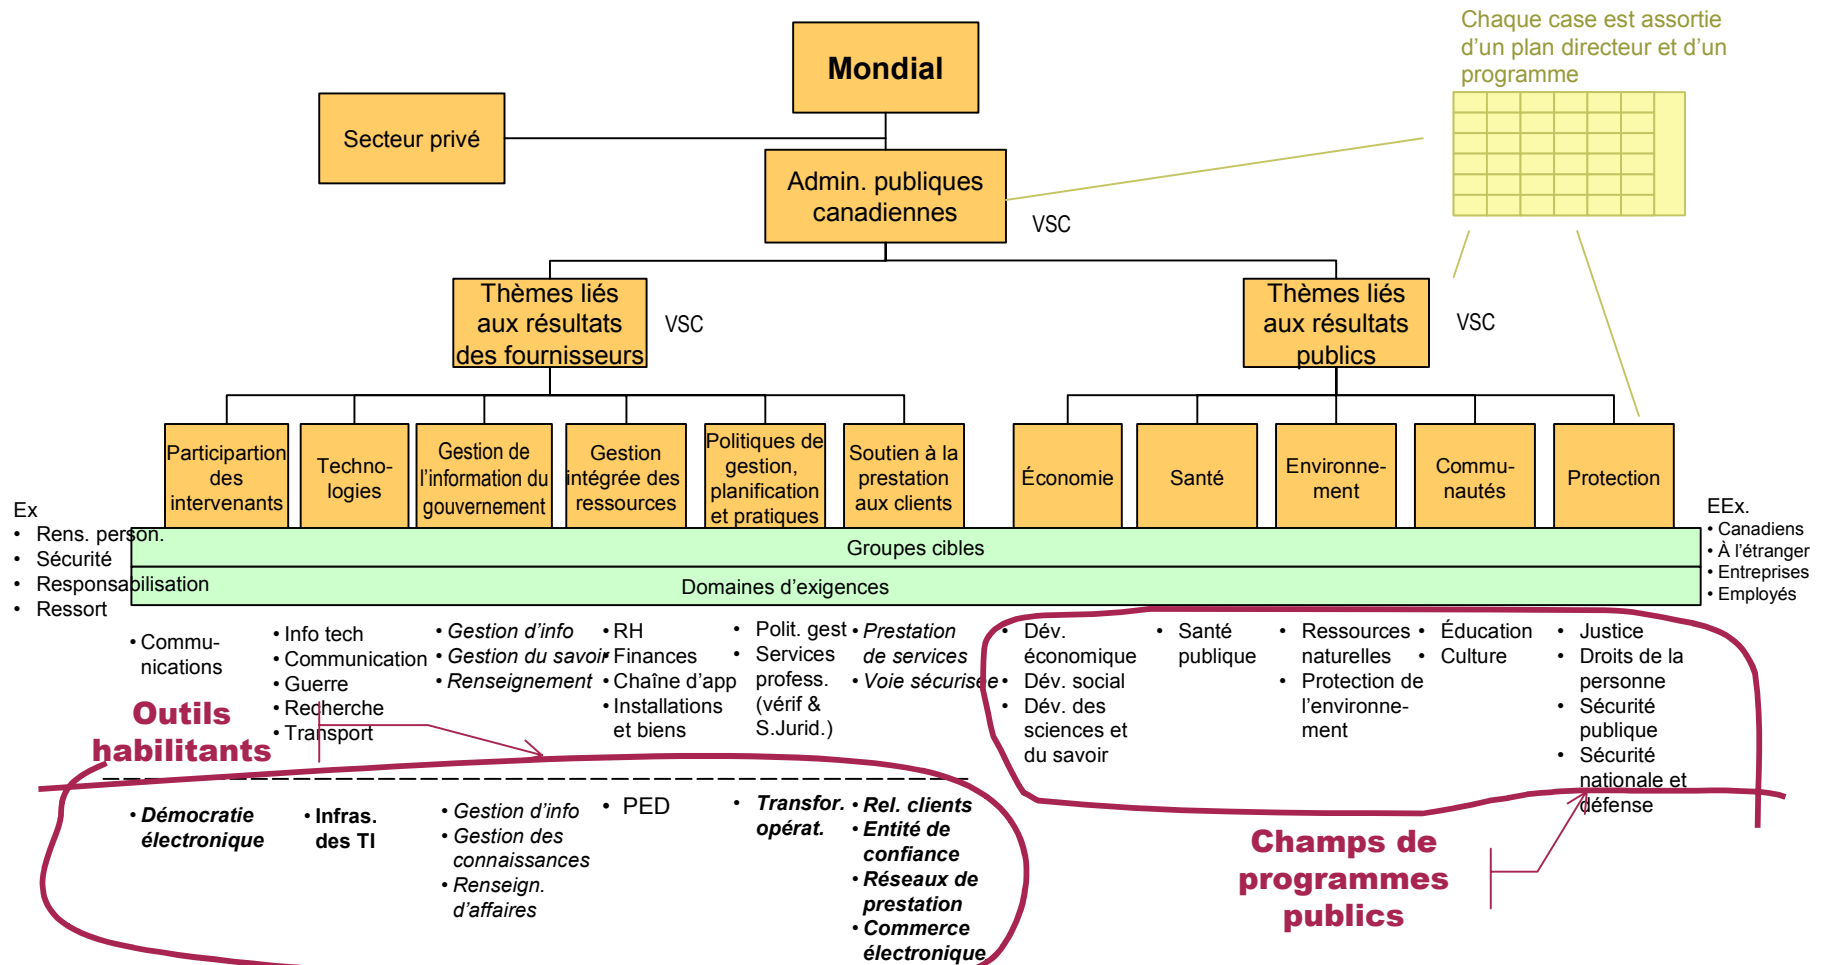 Chaque case est assortie
d’un plan directeur et d’un
programme
Mondial
Secteur privé
Admin. publiques
canadiennes
VSC
Thèmes liés
aux résultats
des fournisseurs
VSC
Thèmes liés
aux résultats
publics
VSC
Participartion
des
intervenants
Techno-
logies
Gestion de
l’information du
gouvernement
Gestion
intégrée des
ressources
Politiques de
gestion,
planification
et pratiques
Soutien à la
prestation
aux clients
Économie
Santé
Environne-
ment
Commu-
nautés
Protection
Ex
• Rens. person.
• Sécurité
• Responsabilisation
• Ressort
Groupes cibles
Domaines d’exigences
EEx.
• Canadiens
• À l’étranger
• Entreprises
• Employés
• Commu-
nications
• Info tech
• Communication
• Guerre
• Recherche
• Transport
• Gestion d’info
• Gestion du savoir
• Renseignement
• RH
• Finances
• Chaîne d’app
• Installations
et biens
• Polit. gest
• Services
profess.
(vérif &
S.Jurid.)
• Prestation
de services
• Voie sécurisée
• Dév.
économique
• Dév. social
• Dév. des
sciences et
du savoir
• Santé
publique
• Ressources
naturelles
• Protection de
l’environne-
ment
• Éducation
• Culture
• Justice
• Droits de la
personne
• Sécurité
publique
• Sécurité
nationale et
défense
Outils
habilitants
• Démocratie
électronique
• Infras.
des TI
• Gestion d’info
• Gestion des
connaissances
• Renseign.
d’affaires
• PED
• Transfor.
opérat.
• Rel. clients
• Entité de
confiance
• Réseaux de
prestation
• Commerce
électronique
Champs de
programmes
publics